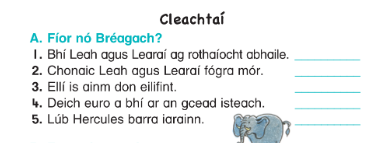 Cleachtaí
A. Fíor nó Bréagach?
1. Bhí Leah agus Learaí ag rothaíocht abhaile.
2. Chonaic Leah agus Learaí fógra mór.
3. Ellí is ainm don eilifint.
4. Deich euro a bhí ar an gcead isteach.
5. Lúb Hercules barra iarainn.